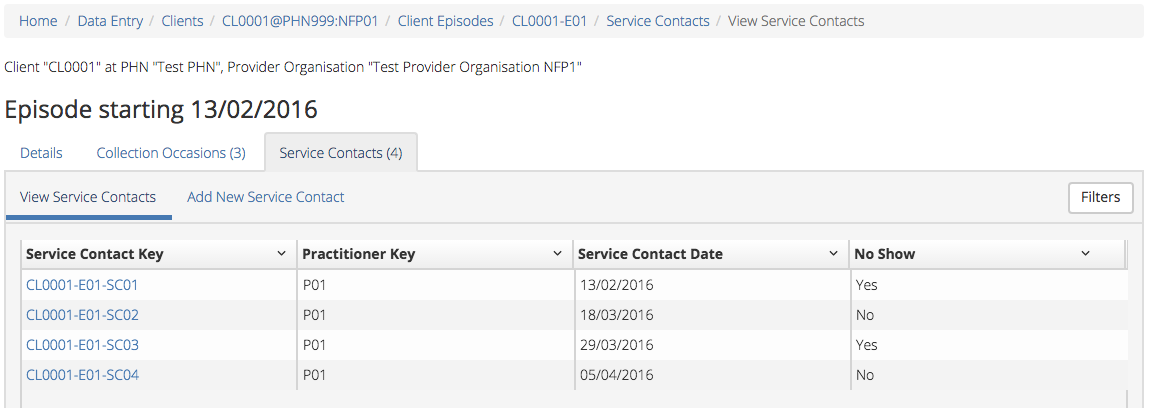 Home / Data Entry / Clients / CL0001@PHN999:NFP01 / Client Episodes / CL0001-E01 / Service Contacts / View Service Contacts
Client "CL0001" at PHN "Test PHN", Provider Organisation "Test Provider Organisation NFP1"
Episode starting 13/02/2016
Details Collection Occasions (3) Service Contacts (4)
View Service Contacts Add New Service Contact Filters
Service Contact Key Practitioner Key Service Contact Date No Show
CL0001-E01-SC01 P01 13/02/2016 Yes
CL0001-E01-SC02 P01 18/03/2016 No
CL0001-E01-SC03 P01 29/03/2016 Yes
CL0001-E01-SC04 P01 05/04/2016 No